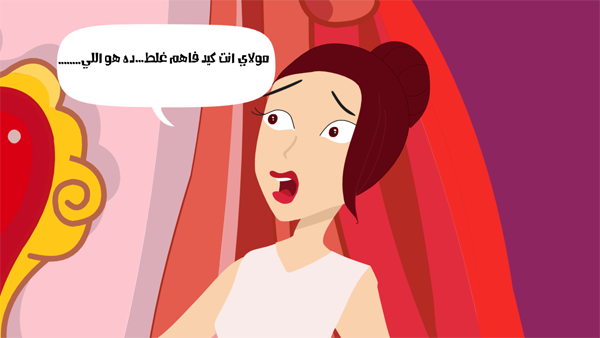 مولاي انت كيد فاهم غلط...ده هو اللي........